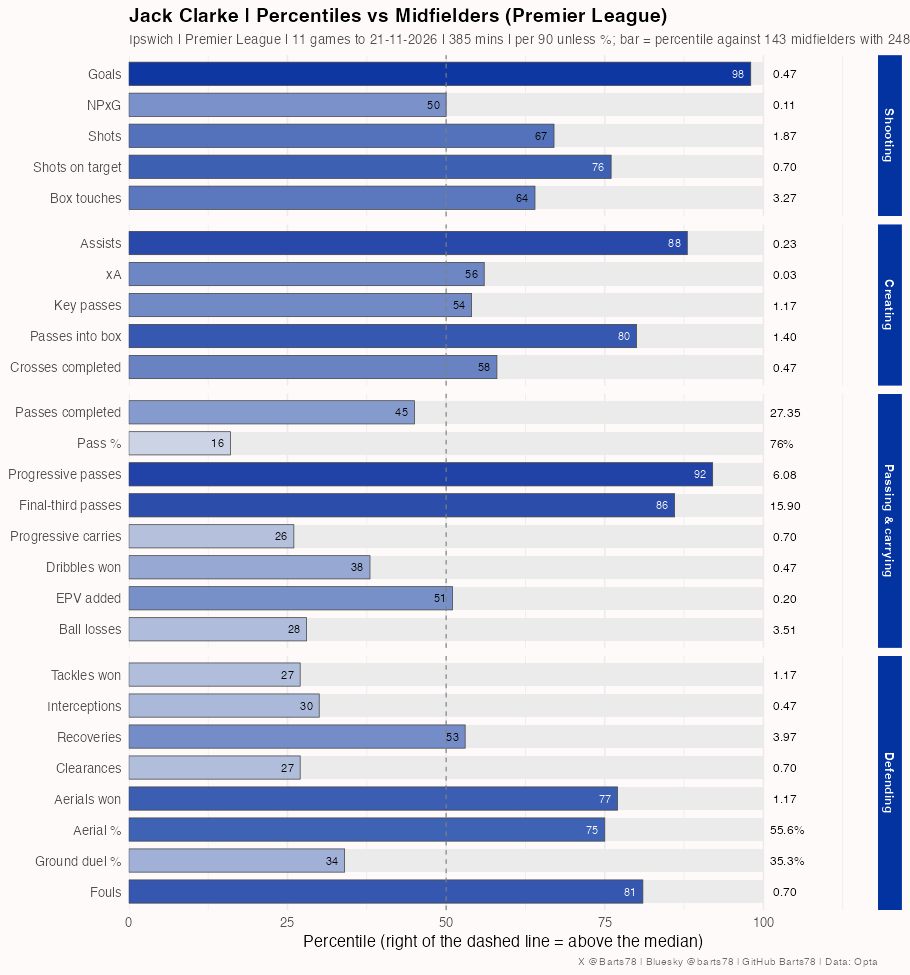 Jack Clarke | Percentiles vs Midfielders (Premier League)
Ipswich | Premier League | 11 games to 21-11-2026 | 385 mins | per 90 unless %; bar = percentile against 143 midfielders with 248
Goals 98 0.47
NPxG 50 0.11
Shots 67 1.87
Shots on target 76 0.70
Box touches 64 3.27
Shooting
Assists 88 0.23
xA 56 0.03
Key passes 54 1.17
Passes into box 80 1.40
Crosses completed 58 0.47
Creating
Passes completed 45 27.35
Pass % 16 76%
Progressive passes 92 6.08
Final-third passes 86 15.90
Progressive carries 26 0.70
Dribbles won 38 0.47
EPV added 51 0.20
Ball losses 28 3.51
Passing & carrying
Tackles won 27 1.17
Interceptions 30 0.47
Recoveries 53 3.97
Clearances 27 0.70
Aerials won 77 1.17
Aerial % 75 55.6%
Ground duel % 34 35.3%
Fouls 81 0.70
Defending
0 25 50 75 100
Percentile (right of the dashed line = above the median)
X @Barts78 | Bluesky @barts78 | GitHub Barts78 | Data: Opta